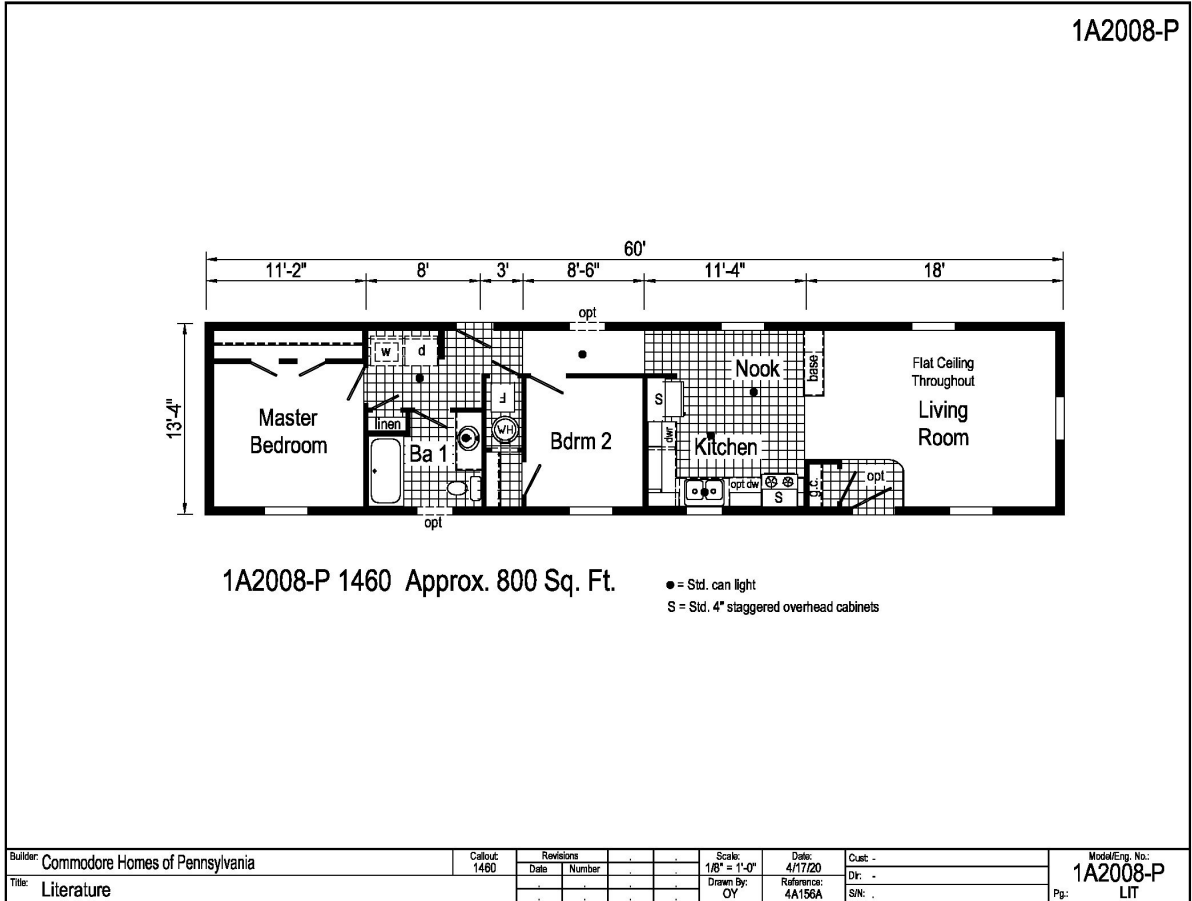 1A2008-P
60'
11'-2" 8' 3' 8'-6" 11'-4" 18'
13'-4"
opt
w d
Nook
base
Flat Ceiling
Throughout
Living
Room
Master
Bedroom
linen
Ba 1
F
WH
Bdrm 2
S
dwr
Kitchen
opt dw
S
g.c.
opt
opt
1A2008-P 1460 Approx. 800 Sq. Ft.
● = Std. can light
S = Std. 4" staggered overhead cabinets
Builder: Commodore Homes of Pennsylvania
Title: Literature
Callout:
1460
Revisions
Date Number
Scale:
1/8" = 1'-0"
Drawn By:
OY
Date:
4/17/20
Reference:
4A156A
Cust: -
Dir: -
S/N: .
Model/Eng. No.:
1A2008-P
Pg.: LIT